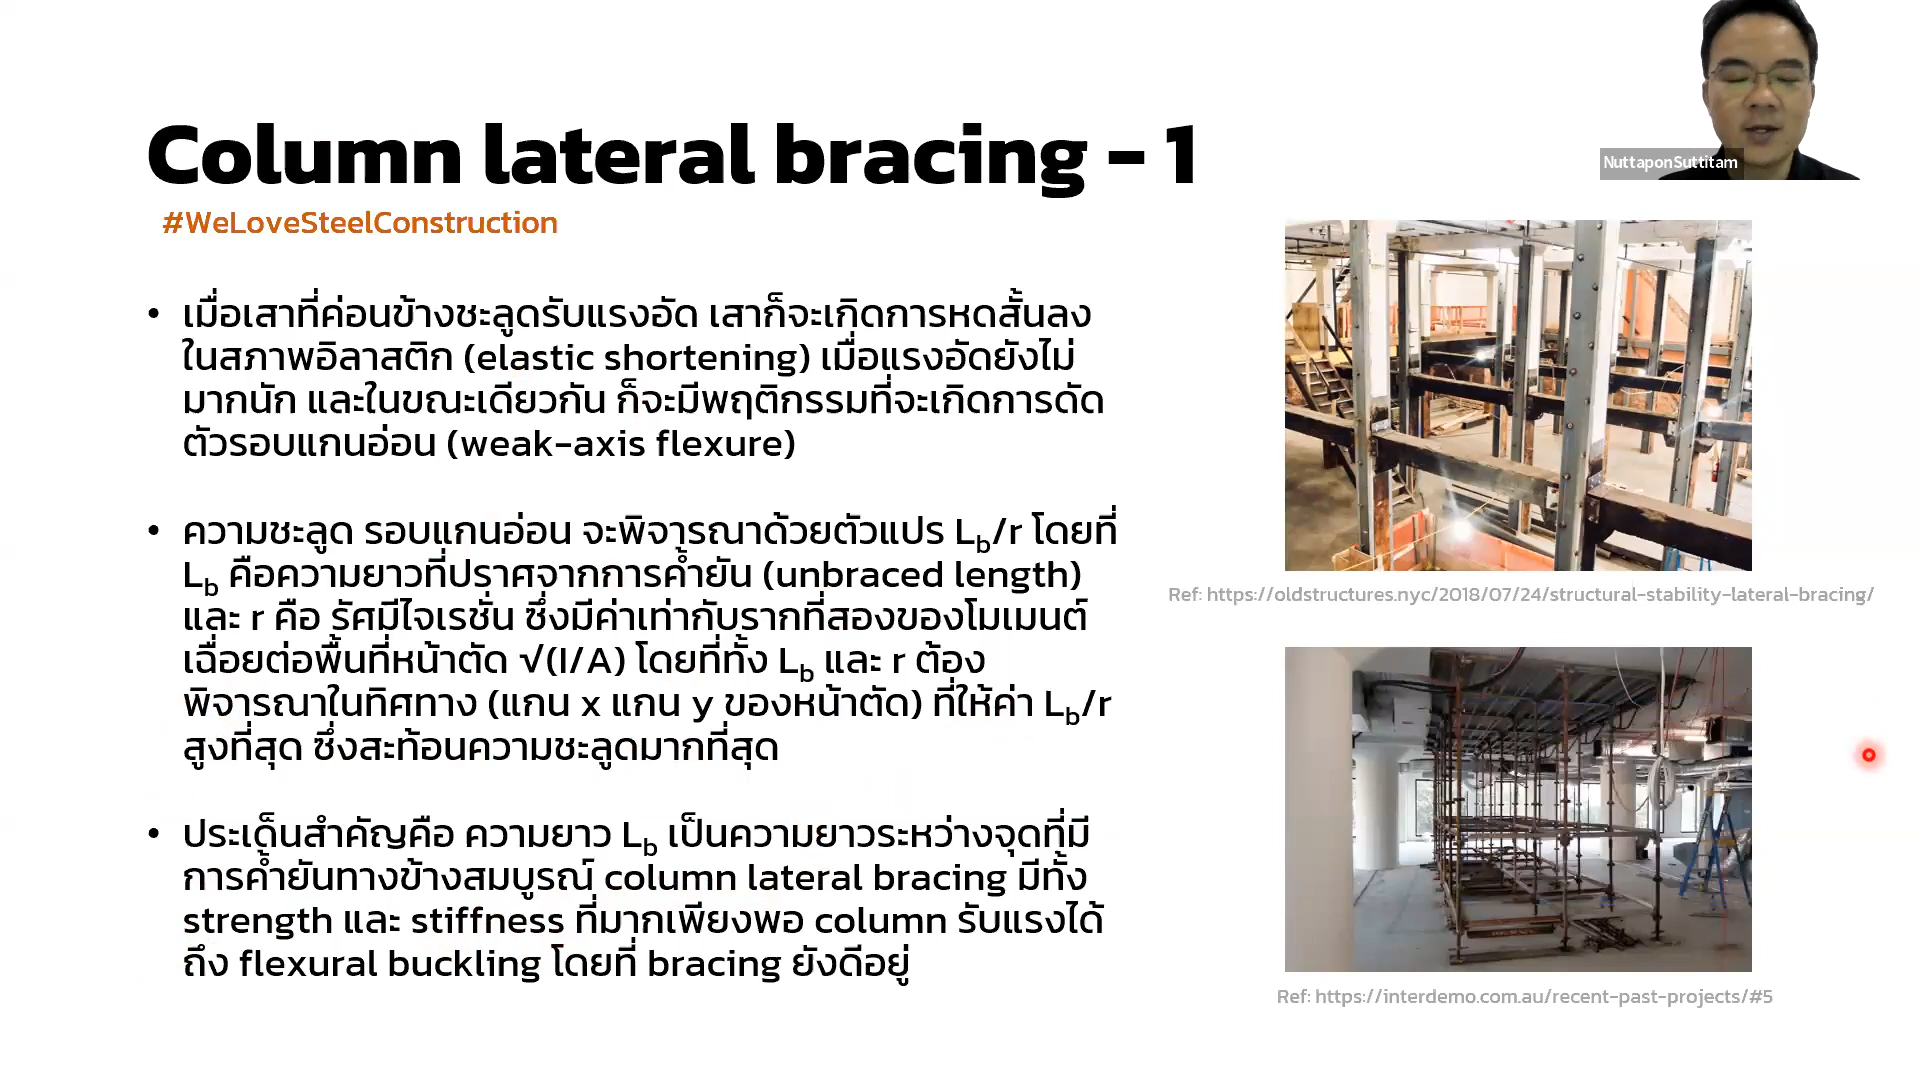 NuttaponSuttitam
Column lateral bracing - 1
#WeLoveSteelConstruction
• เมื่อเสาที่ค่อนข้างชะลูดรับแรงอัด เสาก็จะเกิดการหดสั้นลง
ในสภาพอิลาสติก (elastic shortening) เมื่อแรงอัดยังไม่
มากนัก และในขณะเดียวกัน ก็จะมีพฤติกรรมที่จะเกิดการดัด
ตัวรอบแกนอ่อน (weak-axis flexure)
• ความชะลูด รอบแกนอ่อน จะพิจารณาด้วยตัวแปร Lb/r โดยที่
Lb คือความยาวที่ปราศจากการค้ำยัน (unbraced length)
และ r คือ รัศมีไจเรชั่น ซึ่งมีค่าเท่ากับรากที่สองของโมเมนต์
เฉื่อยต่อพื้นที่หน้าตัด √(I/A) โดยที่ทั้ง Lb และ r ต้อง
พิจารณาในทิศทาง (แกน x แกน y ของหน้าตัด) ที่ให้ค่า Lb/r
สูงที่สุด ซึ่งสะท้อนความชะลูดมากที่สุด
• ประเด็นสำคัญคือ ความยาว Lb เป็นความยาวระหว่างจุดที่มี
การค้ำยันทางข้างสมบูรณ์ column lateral bracing มีทั้ง
strength และ stiffness ที่มากเพียงพอ column รับแรงได้
ถึง flexural buckling โดยที่ bracing ยังดีอยู่
Ref: https://oldstructures.nyc/2018/07/24/structural-stability-lateral-bracing/
Ref: https://interdemo.com.au/recent-past-projects/#5